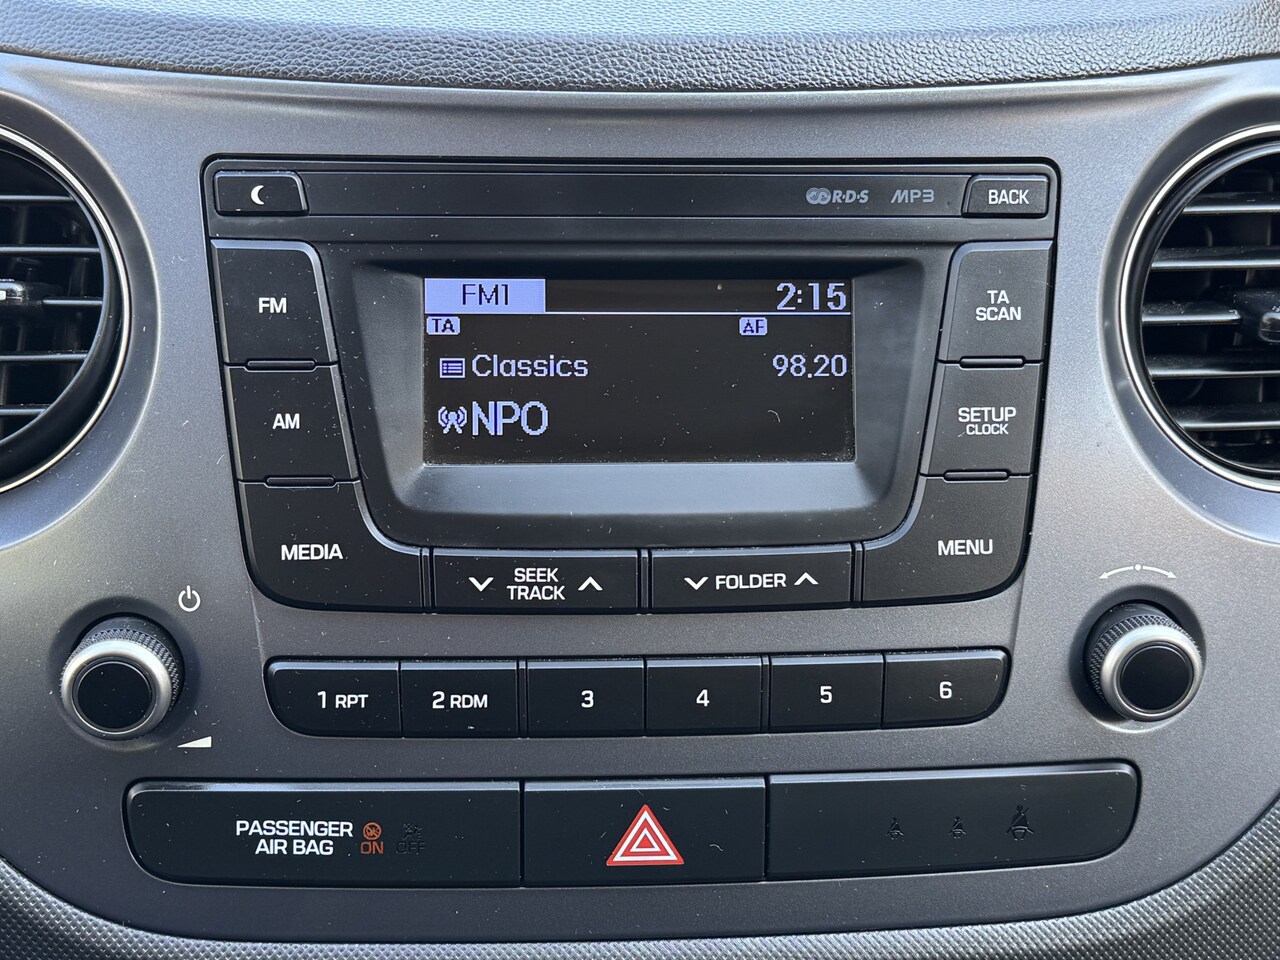 R·D·S MP3 BACK
FM
AM
MEDIA
FM1 2:15
TA AF
Classics 98.20
NPO
TA
SCAN
SETUP
CLOCK
MENU
SEEK
TRACK
FOLDER
1 RPT 2 RDM 3 4 5 6
PASSENGER
AIR BAG ON OFF